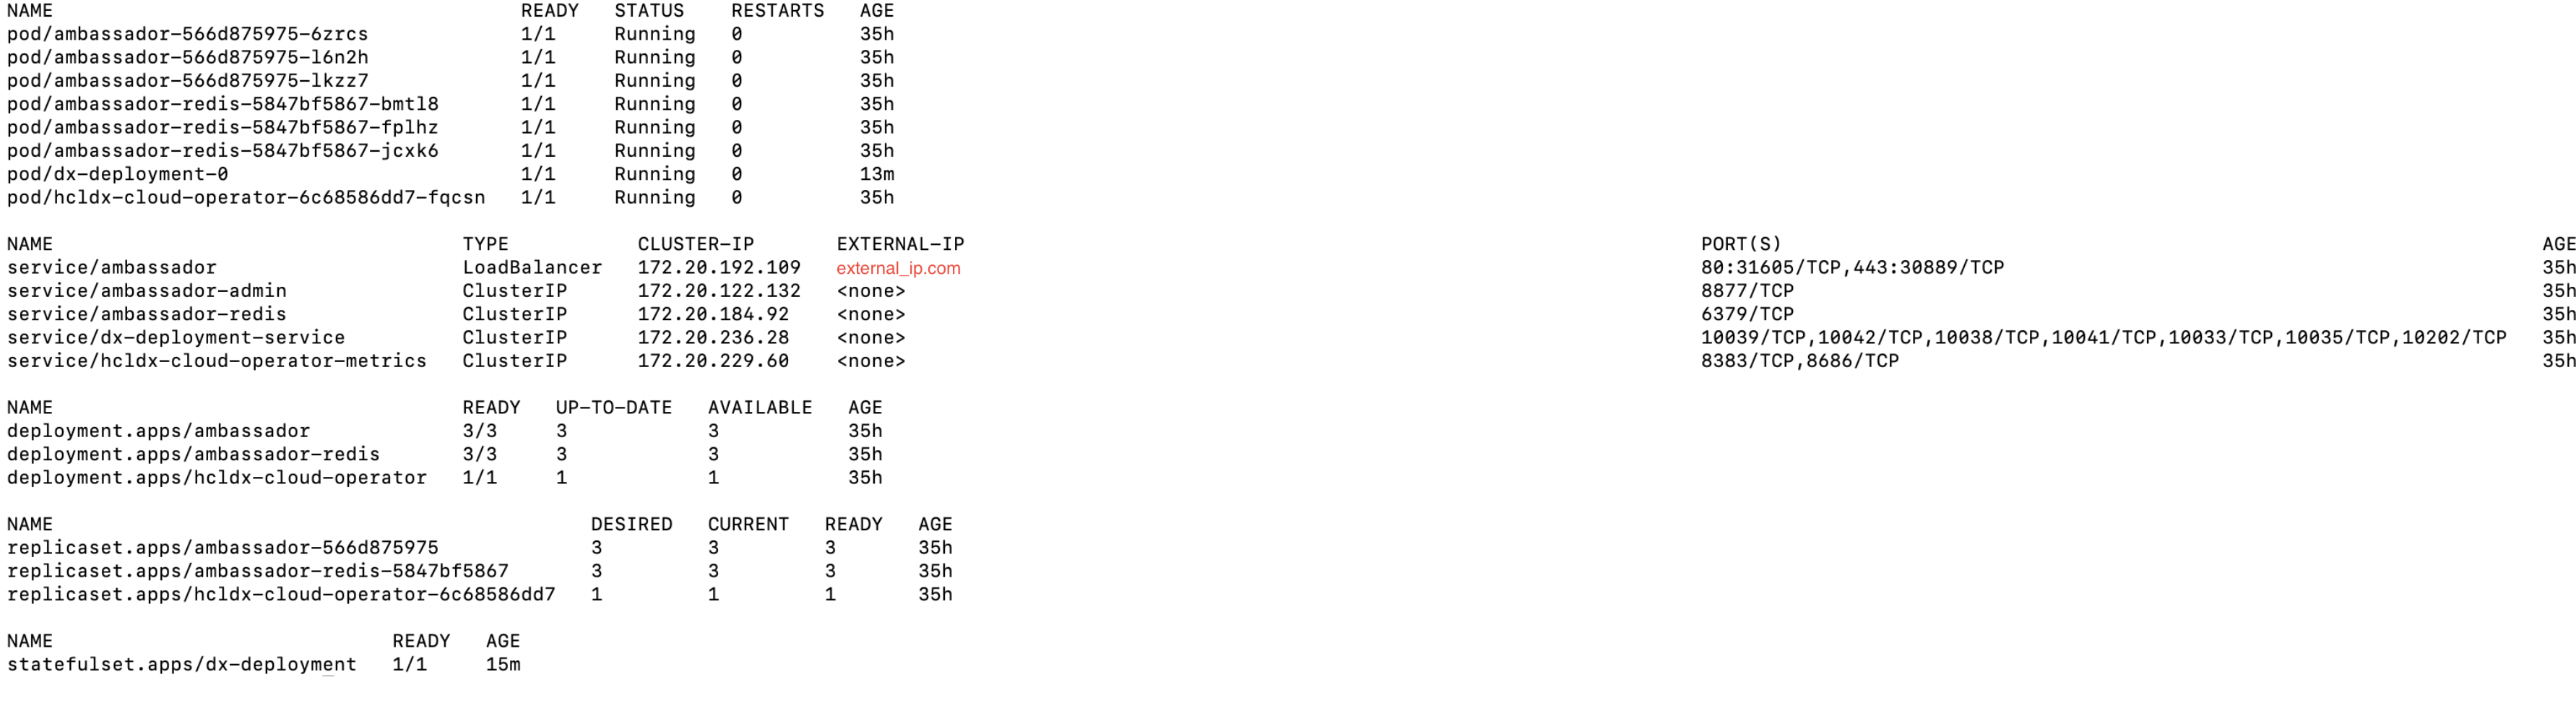 NAME READY STATUS RESTARTS AGE
pod/ambassador-566d875975-6zrcs 1/1 Running 0 35h
pod/ambassador-566d875975-l6n2h 1/1 Running 0 35h
pod/ambassador-566d875975-lkzz7 1/1 Running 0 35h
pod/ambassador-redis-5847bf5867-bmtl8 1/1 Running 0 35h
pod/ambassador-redis-5847bf5867-fplhz 1/1 Running 0 35h
pod/ambassador-redis-5847bf5867-jcxk6 1/1 Running 0 35h
pod/dx-deployment-0 1/1 Running 0 13m
pod/hcldx-cloud-operator-6c68586dd7-fqcsn 1/1 Running 0 35h
NAME TYPE CLUSTER-IP EXTERNAL-IP PORT(S) AGE
service/ambassador LoadBalancer 172.20.192.109 external_ip.com 80:31605/TCP,443:30889/TCP 35h
service/ambassador-admin ClusterIP 172.20.122.132 <none> 8877/TCP 35h
service/ambassador-redis ClusterIP 172.20.184.92 <none> 6379/TCP 35h
service/dx-deployment-service ClusterIP 172.20.236.28 <none> 10039/TCP,10042/TCP,10038/TCP,10041/TCP,10033/TCP,10035/TCP,10202/TCP 35h
service/hcldx-cloud-operator-metrics ClusterIP 172.20.229.60 <none> 8383/TCP,8686/TCP 35h
NAME READY UP-TO-DATE AVAILABLE AGE
deployment.apps/ambassador 3/3 3 3 35h
deployment.apps/ambassador-redis 3/3 3 3 35h
deployment.apps/hcldx-cloud-operator 1/1 1 1 35h
NAME DESIRED CURRENT READY AGE
replicaset.apps/ambassador-566d875975 3 3 3 35h
replicaset.apps/ambassador-redis-5847bf5867 3 3 3 35h
replicaset.apps/hcldx-cloud-operator-6c68586dd7 1 1 1 35h
NAME READY AGE
statefulset.apps/dx-deployment 1/1 15m